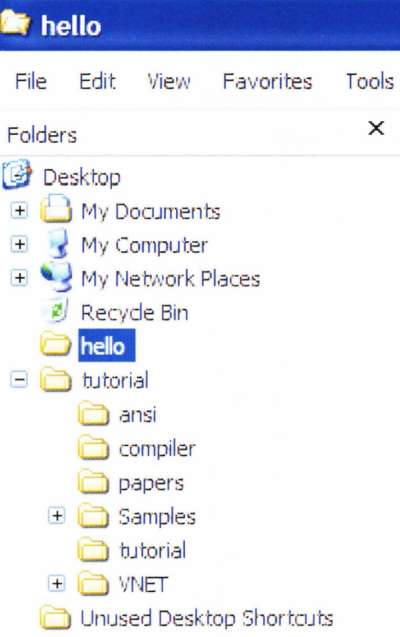 hello
File Edit View Favorites Tools
Folders
Desktop
My Documents
My Computer
My Network Places
Recycle Bin
hello
tutorial
ansi
compiler
papers
Samples
tutorial
VNET
Unused Desktop Shortcuts